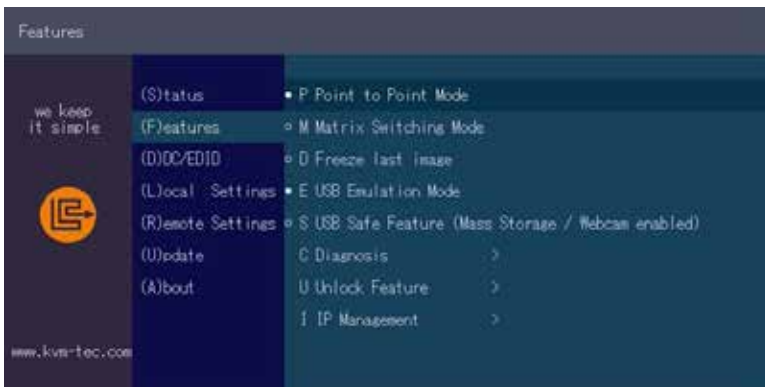 Features
we keep
it simple
www.kvm-tec.com
(S)tatus
(F)eatures
(D)DC/EDID
(L)ocal Settings
(R)emote Settings
(U)pdate
(A)bout
P Point to Point Mode
M Matrix Switching Mode
D Freeze last image
E USB Emulation Mode
S USB Safe Feature (Mass Storage / Webcam enabled)
C Diagnosis >
U Unlock Feature >
I IP Management >